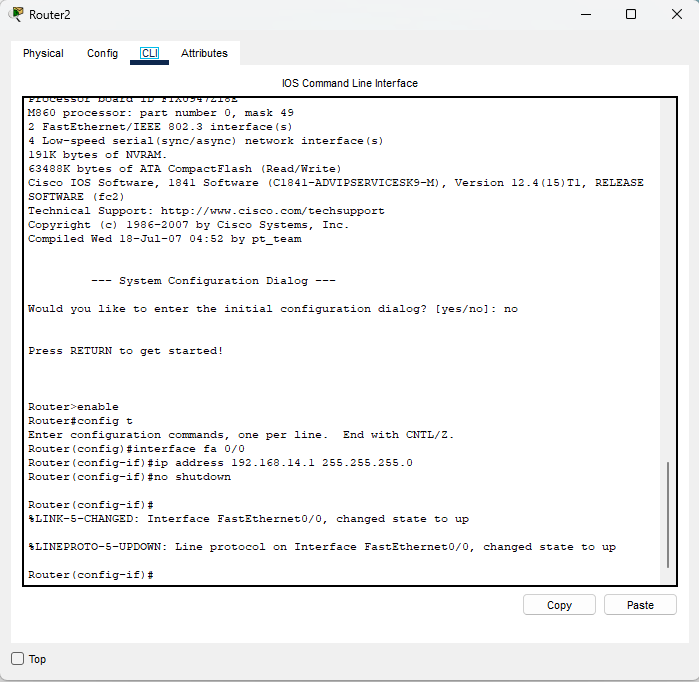 Router2
Physical
Config
CLI
Attributes
IOS Command Line Interface
Processor board ID FTX0947Z18E
M860 processor: part number 0, mask 49
2 FastEthernet/IEEE 802.3 interface(s)
4 Low-speed serial(sync/async) network interface(s)
191K bytes of NVRAM.
63488K bytes of ATA CompactFlash (Read/Write)
Cisco IOS Software, 1841 Software (C1841-ADVIPSERVICESK9-M), Version 12.4(15)T1, RELEASE
SOFTWARE (fc2)
Technical Support: http://www.cisco.com/techsupport
Copyright (c) 1986-2007 by Cisco Systems, Inc.
Compiled Wed 18-Jul-07 04:52 by pt_team
--- System Configuration Dialog ---
Would you like to enter the initial configuration dialog? [yes/no]: no
Press RETURN to get started!
Router>enable
Router#config t
Enter configuration commands, one per line.  End with CNTL/Z.
Router(config)#interface fa 0/0
Router(config-if)#ip address 192.168.14.1 255.255.255.0
Router(config-if)#no shutdown
Router(config-if)#
%LINK-5-CHANGED: Interface FastEthernet0/0, changed state to up
%LINEPROTO-5-UPDOWN: Line protocol on Interface FastEthernet0/0, changed state to up
Router(config-if)#
Copy
Paste
Top